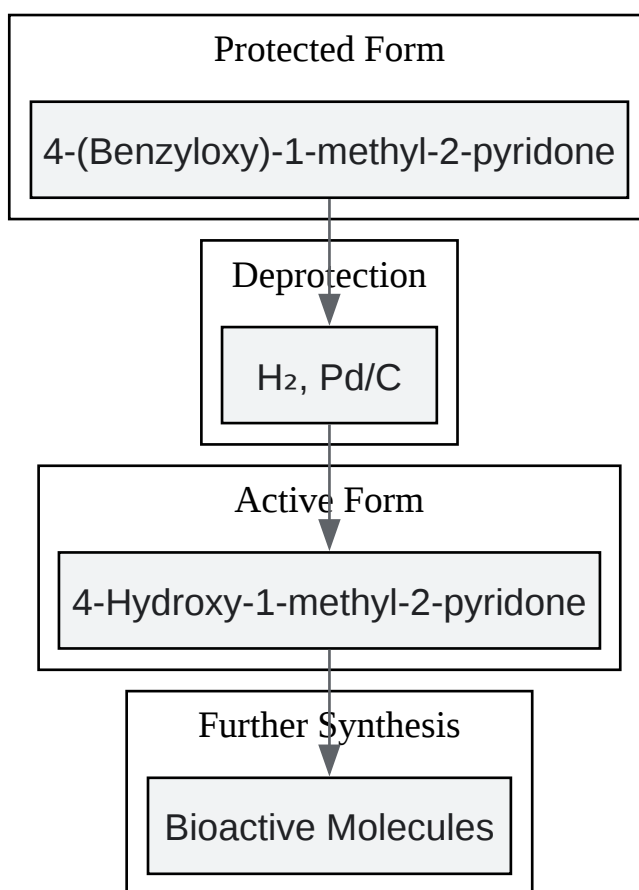 Protected Form
4-(Benzyloxy)-1-methyl-2-pyridone
Deprotection
H₂, Pd/C
Active Form
4-Hydroxy-1-methyl-2-pyridone
Further Synthesis
Bioactive Molecules